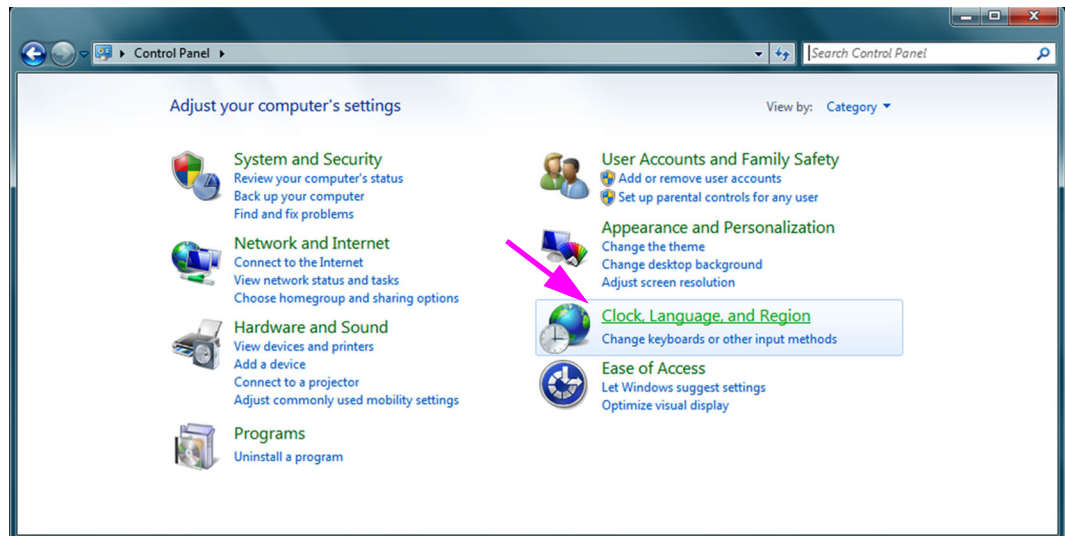 Control Panel
Search Control Panel
Adjust your computer's settings
View by: Category
System and Security
Review your computer's status
Back up your computer
Find and fix problems
Network and Internet
Connect to the Internet
View network status and tasks
Choose homegroup and sharing options
Hardware and Sound
View devices and printers
Add a device
Connect to a projector
Adjust commonly used mobility settings
Programs
Uninstall a program
User Accounts and Family Safety
Add or remove user accounts
Set up parental controls for any user
Appearance and Personalization
Change the theme
Change desktop background
Adjust screen resolution
Clock, Language, and Region
Change keyboards or other input methods
Ease of Access
Let Windows suggest settings
Optimize visual display